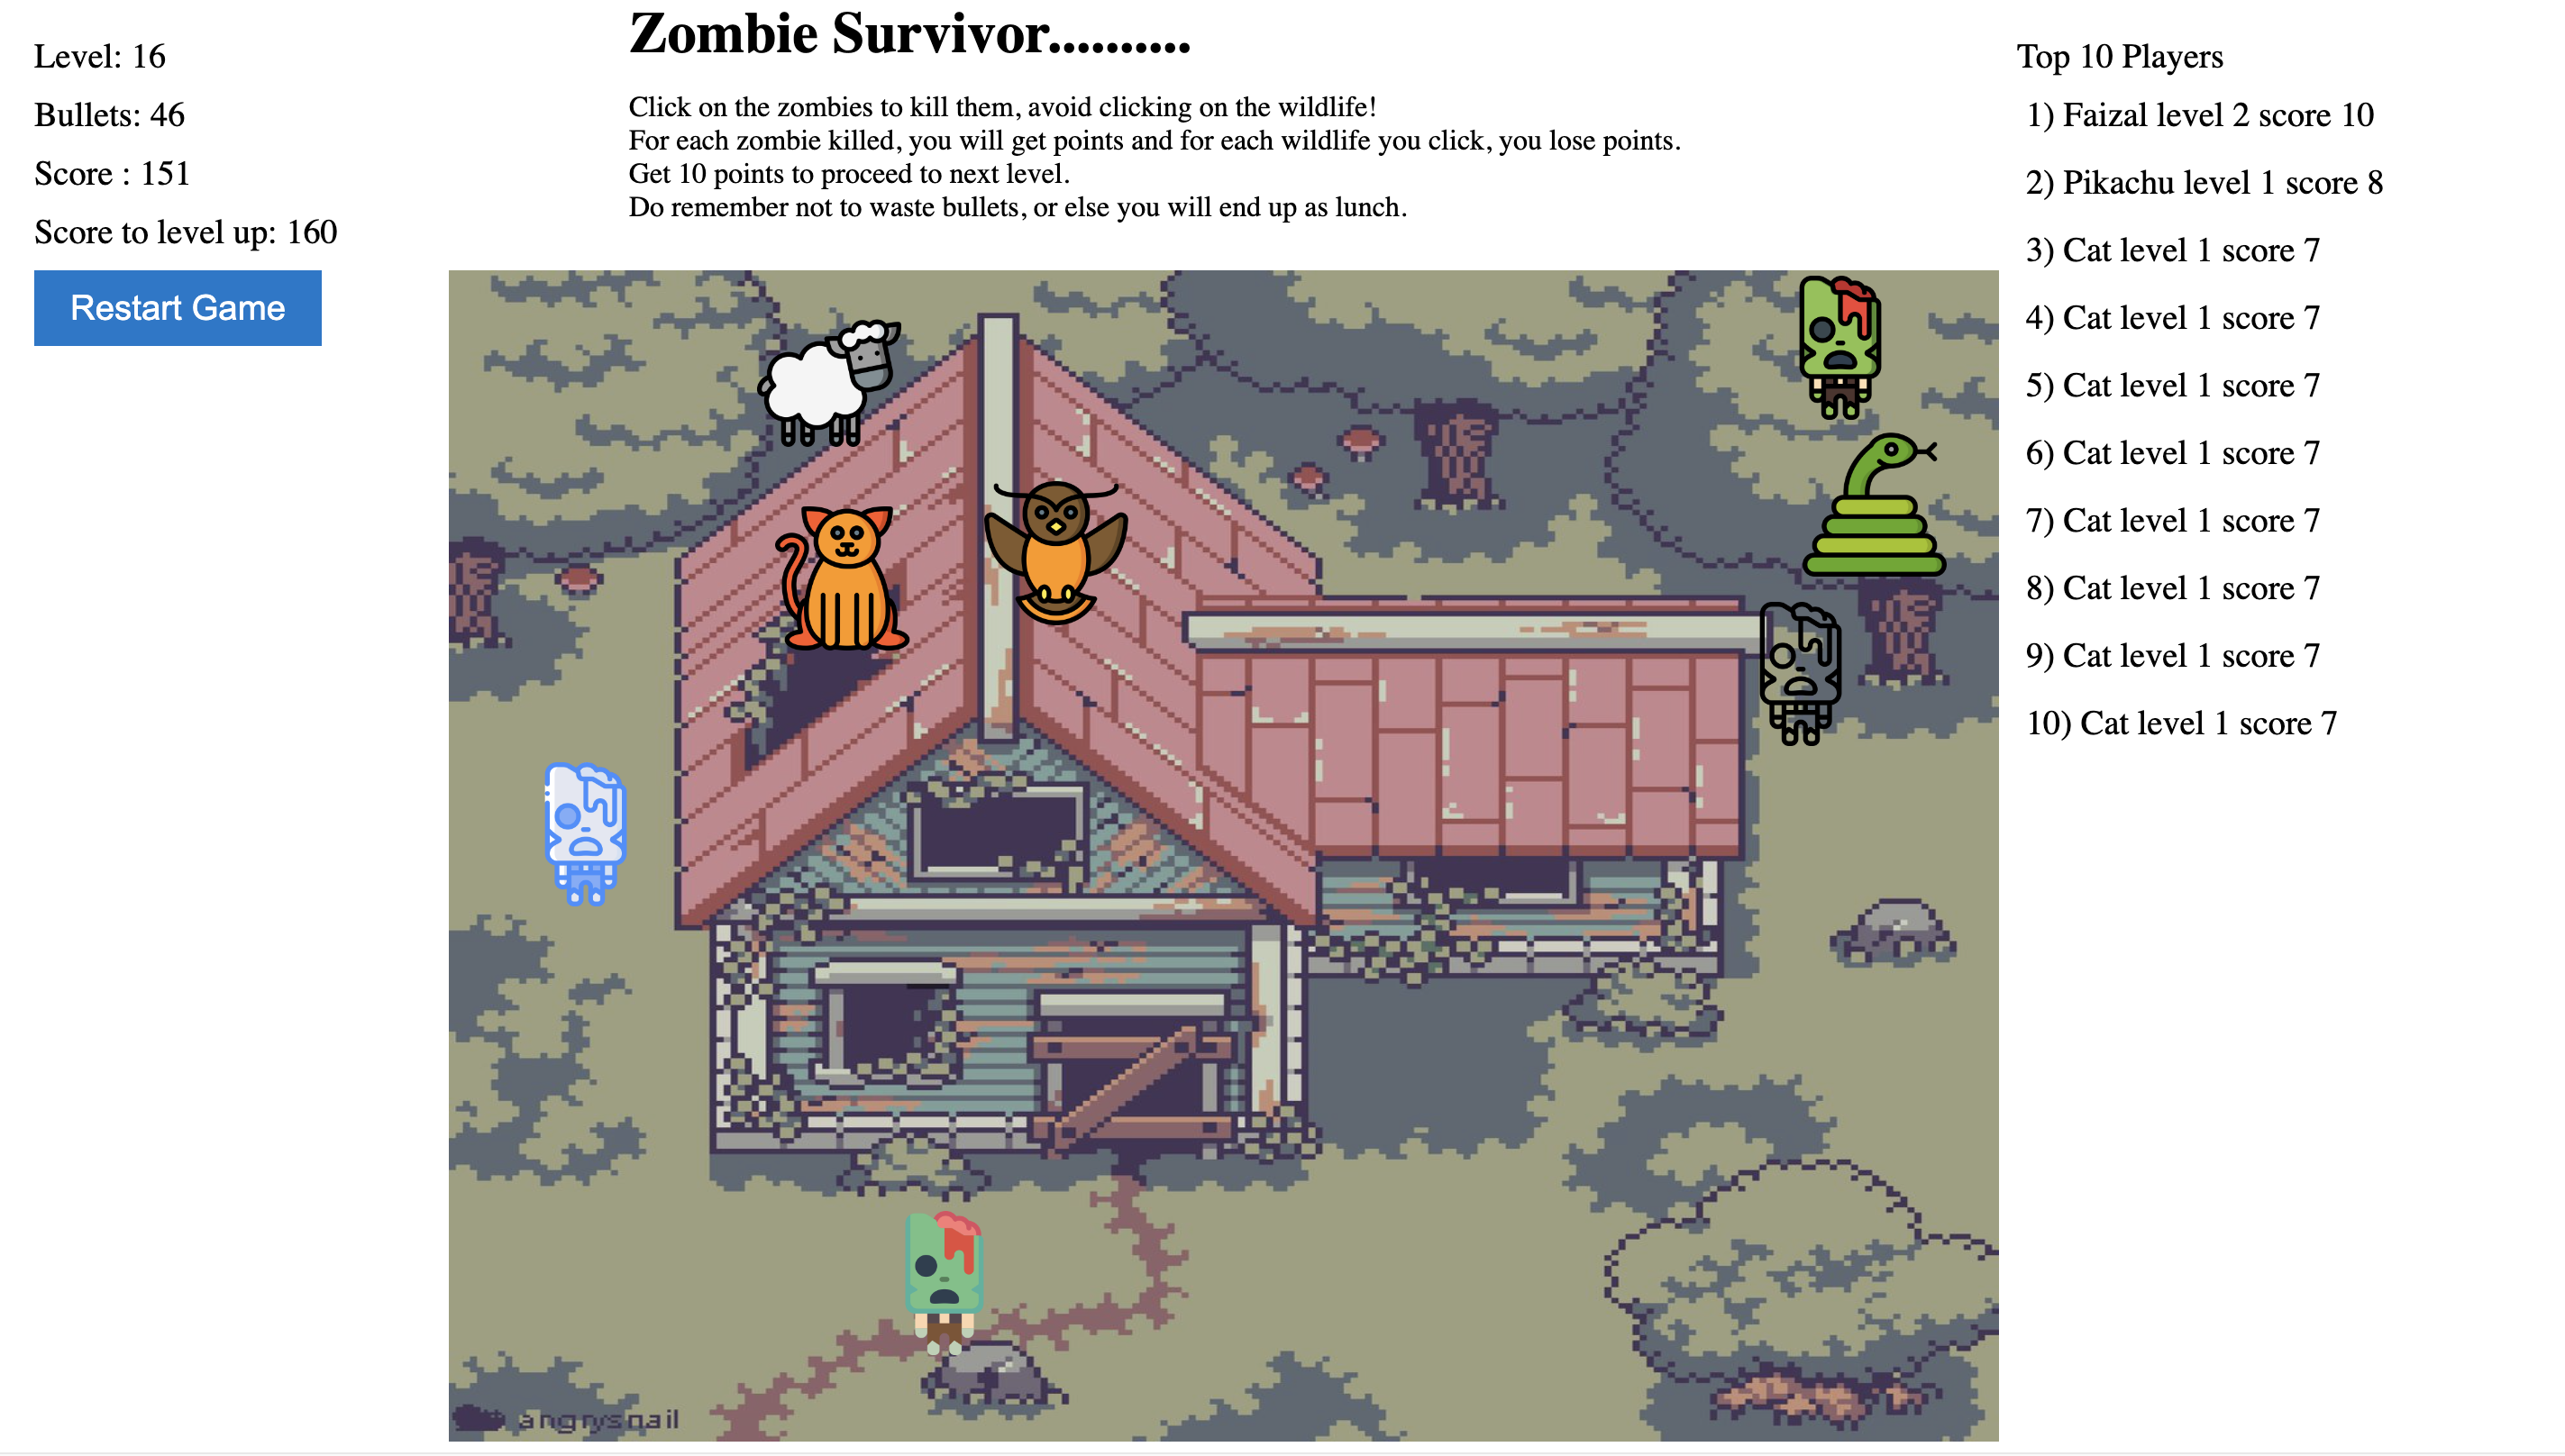 Zombie Survivor..........
Level: 16
Bullets: 46
Score : 151
Score to level up: 160
Restart Game
Click on the zombies to kill them, avoid clicking on the wildlife!
For each zombie killed, you will get points and for each wildlife you click, you lose points.
Get 10 points to proceed to next level.
Do remember not to waste bullets, or else you will end up as lunch.
Top 10 Players
1) Faizal level 2 score 10
2) Pikachu level 1 score 8
3) Cat level 1 score 7
4) Cat level 1 score 7
5) Cat level 1 score 7
6) Cat level 1 score 7
7) Cat level 1 score 7
8) Cat level 1 score 7
9) Cat level 1 score 7
10) Cat level 1 score 7
angrysnail